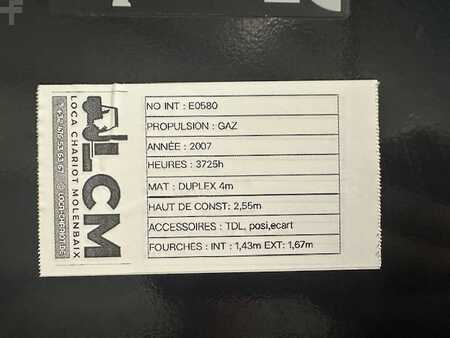 LCM
LOCA CHARIOT MOLENBAIX
NO INT : E0580
PROPULSION : GAZ
ANNÉE : 2007
HEURES : 3725h
MAT : DUPLEX 4m
HAUT DE CONST: 2,55m
ACCESSOIRES : TDL, posi,ecart
FOURCHES : INT : 1,43m EXT: 1,67m